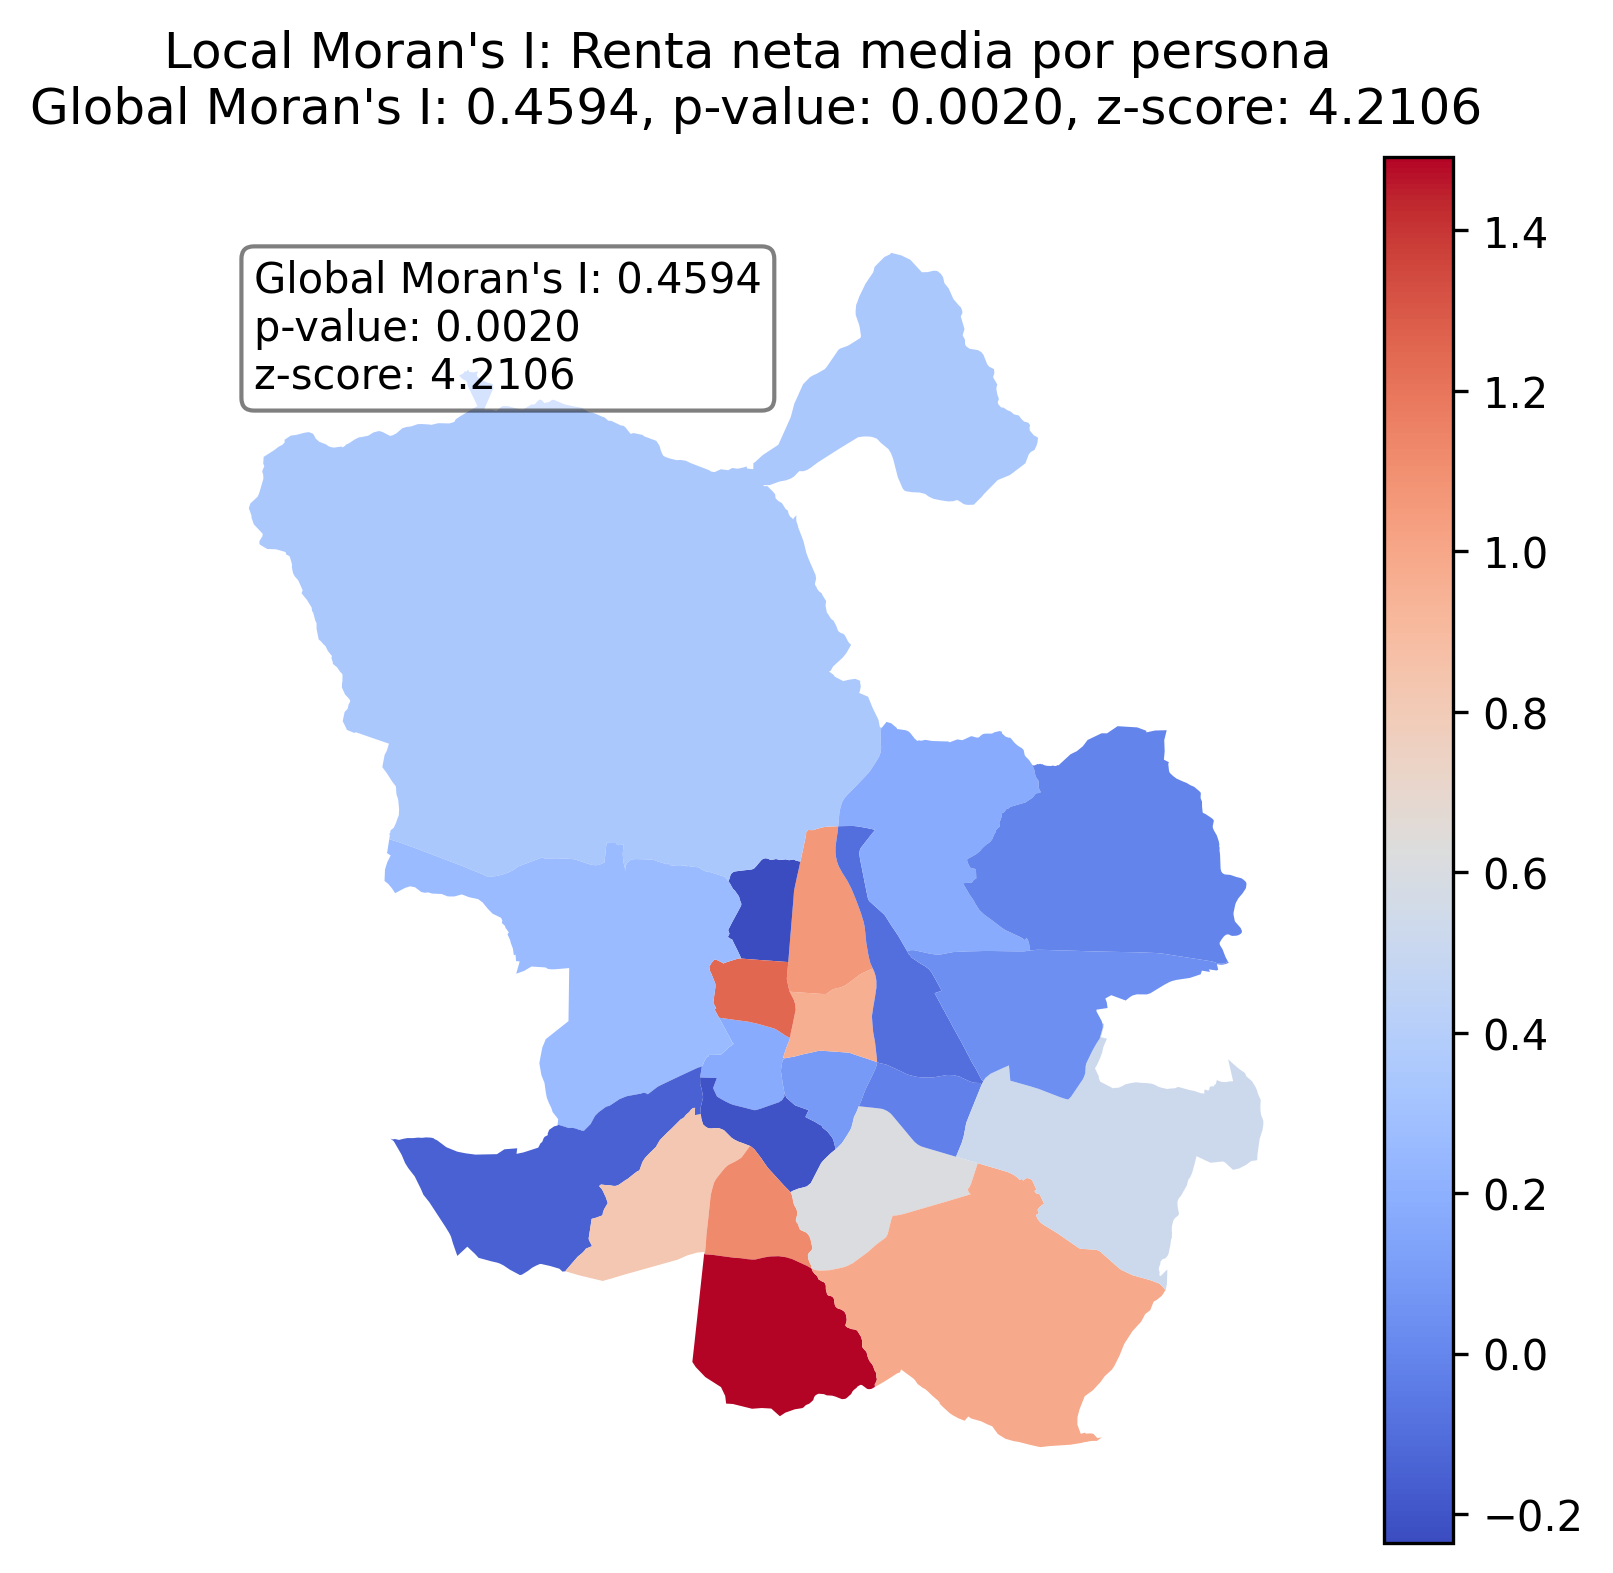 Local Moran's I: Renta neta media por persona
Global Moran's I: 0.4594, p-value: 0.0020, z-score: 4.2106
Global Moran's I: 0.4594
p-value: 0.0020
z-score: 4.2106
1.4
1.2
1.0
0.8
0.6
0.4
0.2
0.0
−0.2